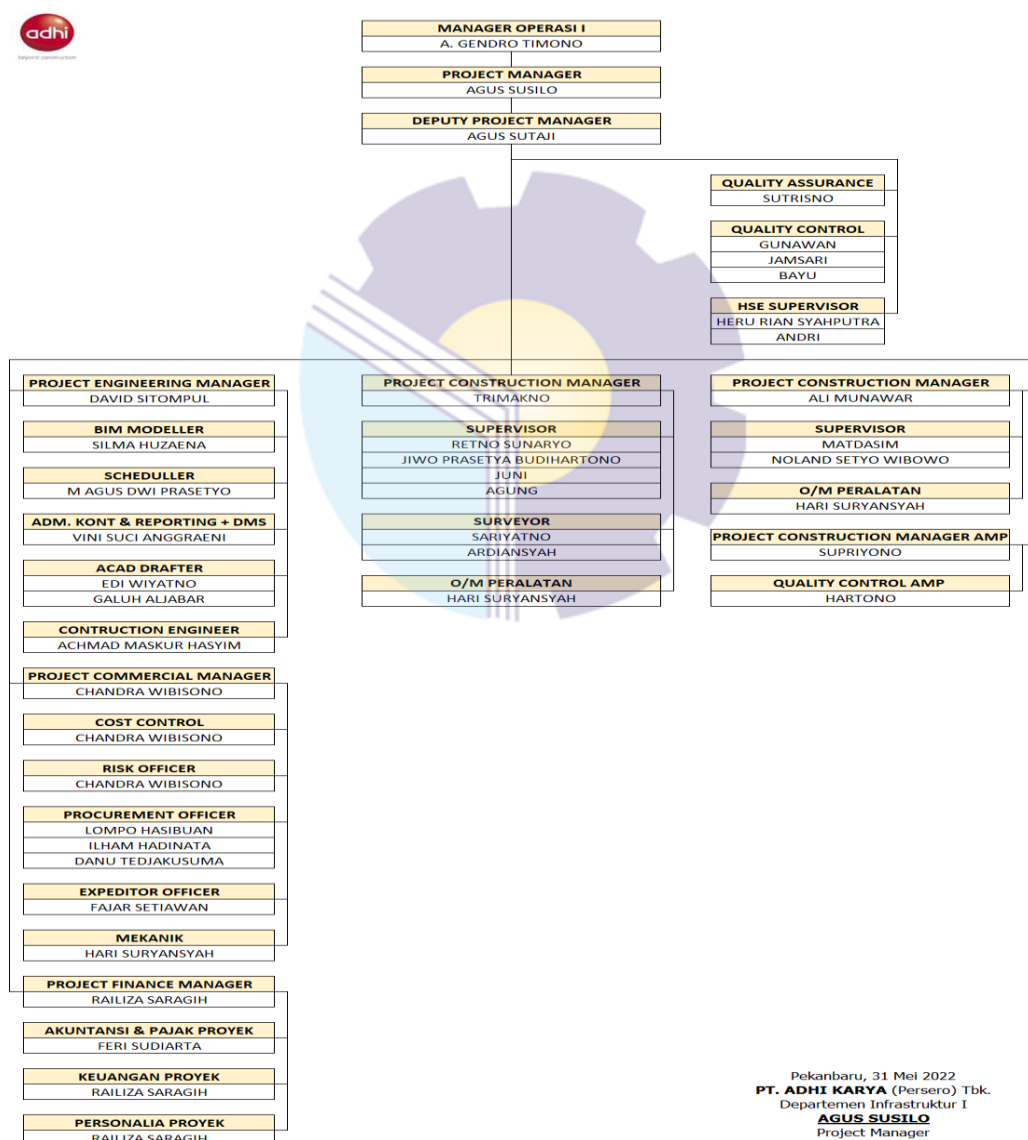 adhi
beyond construction
MANAGER OPERASI I
A. GENDRO TIMONO
PROJECT MANAGER
AGUS SUSILO
DEPUTY PROJECT MANAGER
AGUS SUTAJI
QUALITY ASSURANCE
SUTRISNO
QUALITY CONTROL
GUNAWAN
JAMSARI
BAYU
HSE SUPERVISOR
HERU RIAN SYAHPUTRA
ANDRI
PROJECT ENGINEERING MANAGER
DAVID SITOMPUL
BIM MODELLER
SILMA HUZAENA
SCHEDULLER
M AGUS DWI PRASETYO
ADM. KONT & REPORTING + DMS
VINI SUCI ANGGRAENI
ACAD DRAFTER
EDI WIYATNO
GALUH ALJABAR
CONTRUCTION ENGINEER
ACHMAD MASKUR HASYIM
PROJECT COMMERCIAL MANAGER
CHANDRA WIBISONO
COST CONTROL
CHANDRA WIBISONO
RISK OFFICER
CHANDRA WIBISONO
PROCUREMENT OFFICER
LOMPO HASIBUAN
ILHAM HADINATA
DANU TEDJAKUSUMA
EXPEDITOR OFFICER
FAJAR SETIAWAN
MEKANIK
HARI SURYANSYAH
PROJECT FINANCE MANAGER
RAILIZA SARAGIH
AKUNTANSI & PAJAK PROYEK
FERI SUDIARTA
KEUANGAN PROYEK
RAILIZA SARAGIH
PERSONALIA PROYEK
RAILIZA SARAGIH
PROJECT CONSTRUCTION MANAGER
TRIMAKNO
SUPERVISOR
RETNO SUNARYO
JIWO PRASETYA BUDIHARTONO
JUNI
AGUNG
SURVEYOR
SARIYATNO
ARDIANSYAH
O/M PERALATAN
HARI SURYANSYAH
PROJECT CONSTRUCTION MANAGER
ALI MUNAWAR
SUPERVISOR
MATDASIM
NOLAND SETYO WIBOWO
O/M PERALATAN
HARI SURYANSYAH
PROJECT CONSTRUCTION MANAGER AMP
SUPRIYONO
QUALITY CONTROL AMP
HARTONO
Pekanbaru, 31 Mei 2022
PT. ADHI KARYA (Persero) Tbk.
Departemen Infrastruktur I
AGUS SUSILO
Project Manager